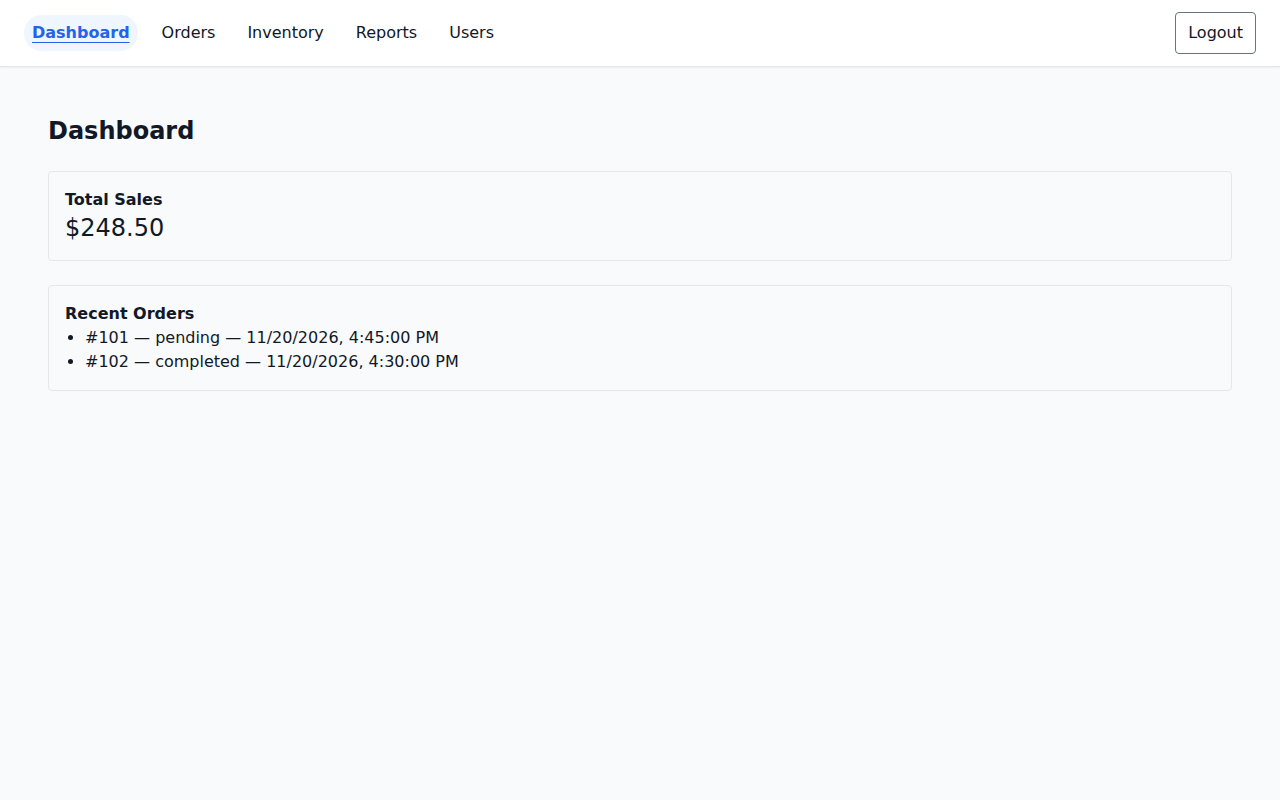 Dashboard Orders Inventory Reports Users Logout
Dashboard
Total Sales
$248.50
Recent Orders
#101 — pending — 11/20/2026, 4:45:00 PM
#102 — completed — 11/20/2026, 4:30:00 PM